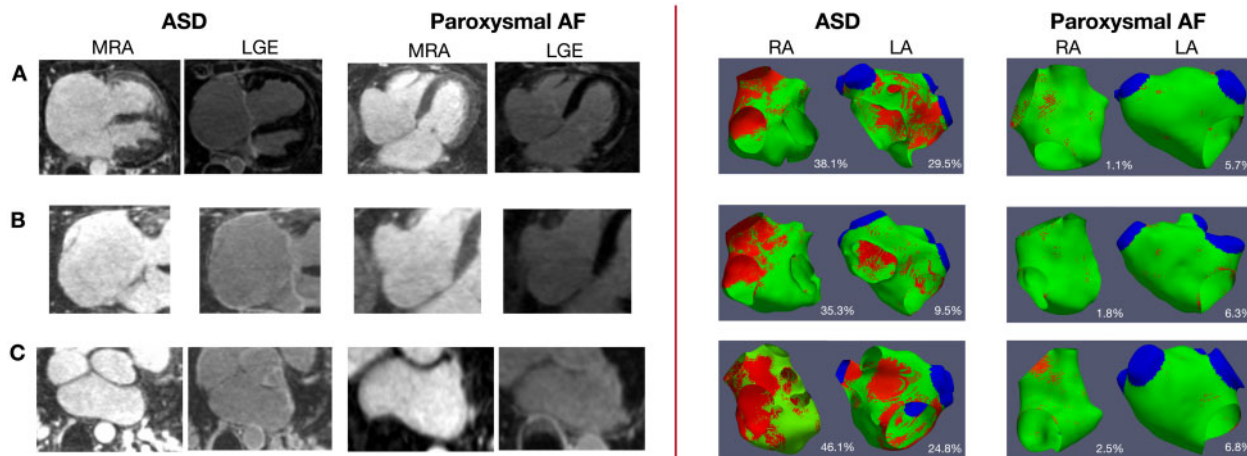 ASD Paroxysmal AF ASD Paroxysmal AF
MRA LGE MRA LGE RA LA RA LA
A
38.1% 29.5% 1.1% 5.7%
B
35.3% 9.5% 1.8% 6.3%
C
46.1% 24.8% 2.5% 6.8%